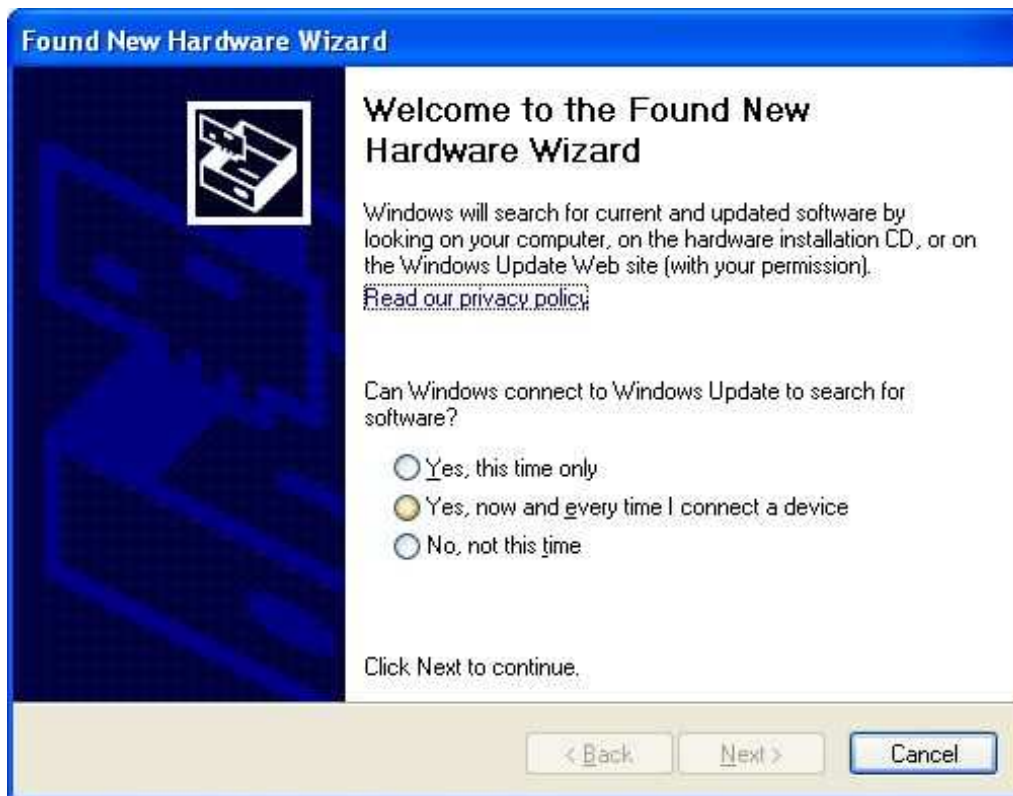 Found New Hardware Wizard
Welcome to the Found New
Hardware Wizard
Windows will search for current and updated software by
looking on your computer, on the hardware installation CD, or on
the Windows Update Web site (with your permission).
Read our privacy policy
Can Windows connect to Windows Update to search for
software?
Yes, this time only
Yes, now and every time I connect a device
No, not this time
Click Next to continue.
< Back Next > Cancel